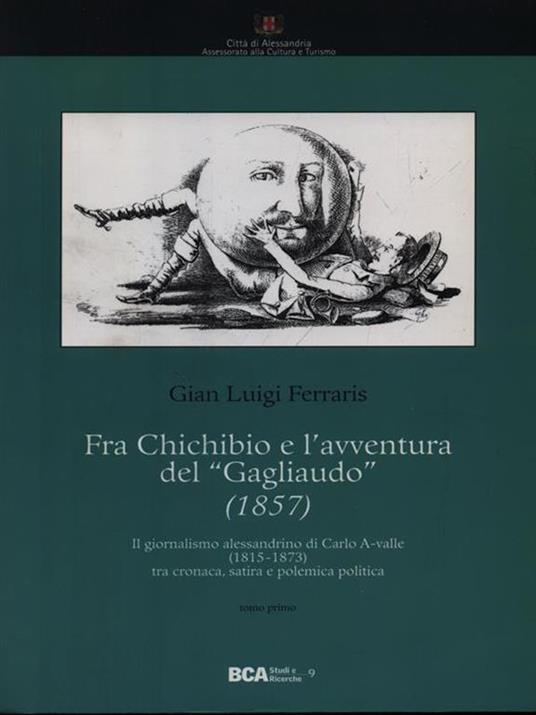 Città di Alessandria
Assessorato alla Cultura e Turismo
Gian Luigi Ferraris
Fra Chichibio e l'avventura
del "Gagliaudo"
(1857)
Il giornalismo alessandrino di Carlo A-valle
(1815-1873)
tra cronaca, satira e polemica politica
tomo primo
BCA Studi e
Ricerche 9